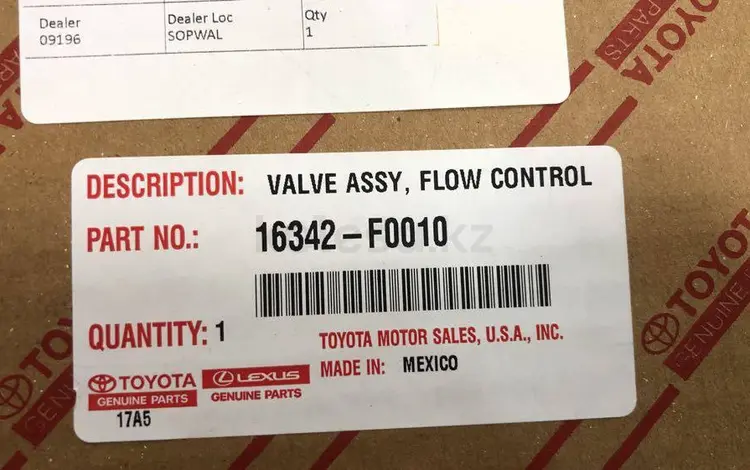 Dealer Dealer Loc Qty
09196 SOPWAL 1
TOYOTA
PARTS
DESCRIPTION: VALVE ASSY, FLOW CONTROL
PART NO.: 16342-F0010
QUANTITY: 1
TOYOTA MOTOR SALES, U.S.A., INC.
MADE IN: MEXICO
TOYOTA
GENUINE PARTS
LEXUS
GENUINE PARTS
17A5
TOYOTA
GENUINE
GENUINE